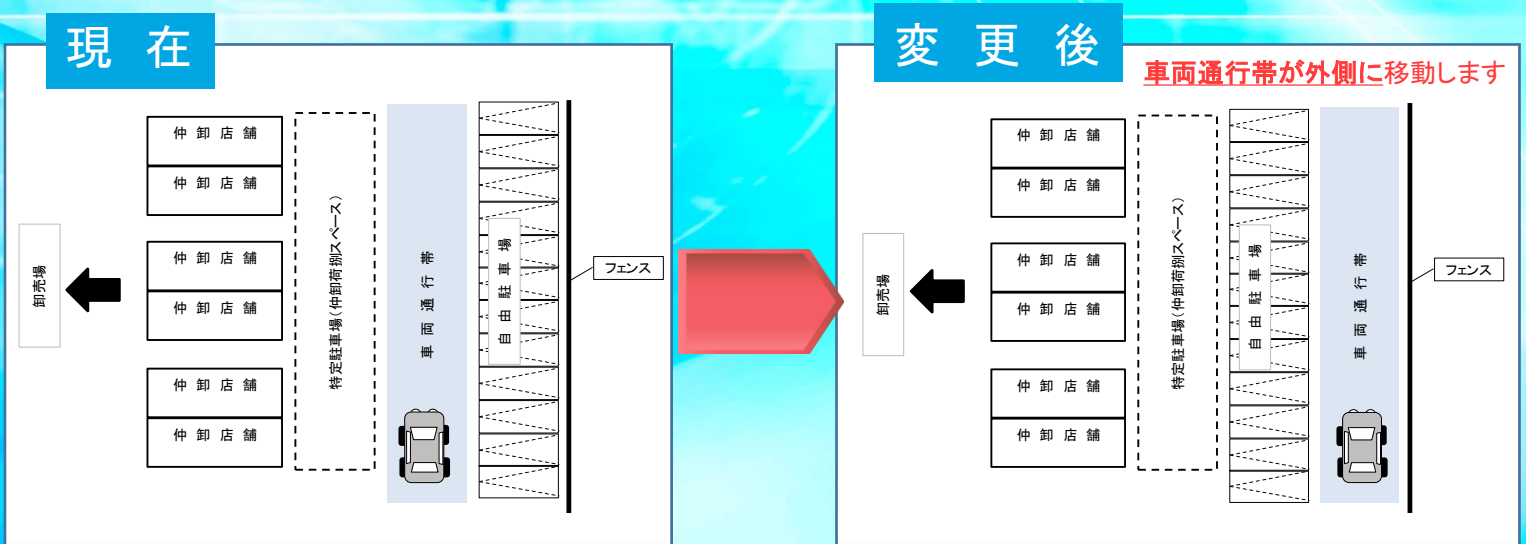 現 在
仲 卸 店 舗
仲 卸 店 舗
仲 卸 店 舗
仲 卸 店 舗
仲 卸 店 舗
仲 卸 店 舗
卸売場
特定駐車場(仲卸荷捌スペース)
車 両 通 行 帯
自 由 駐 車 場
フェンス
変 更 後
車両通行帯が外側に移動します
仲 卸 店 舗
仲 卸 店 舗
仲 卸 店 舗
仲 卸 店 舗
仲 卸 店 舗
仲 卸 店 舗
卸売場
特定駐車場(仲卸荷捌スペース)
自 由 駐 車 場
車 両 通 行 帯
フェンス